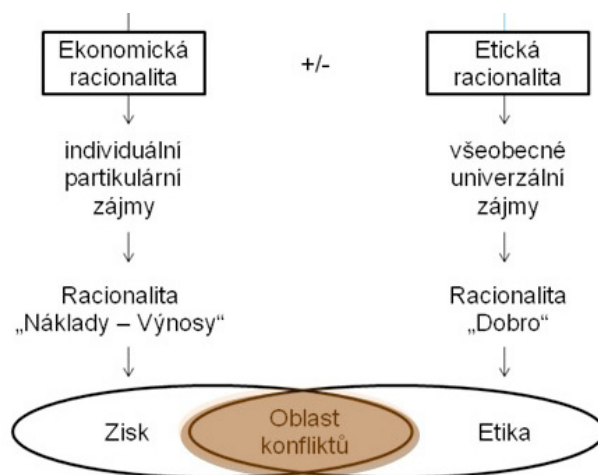 Ekonomická
racionalita
+/-
Etická
racionalita
individuální
partikulární
zájmy
všeobecné
univerzální
zájmy
Racionalita
„Náklady – Výnosy“
Racionalita
„Dobro“
Zisk
Oblast
konfliktů
Etika